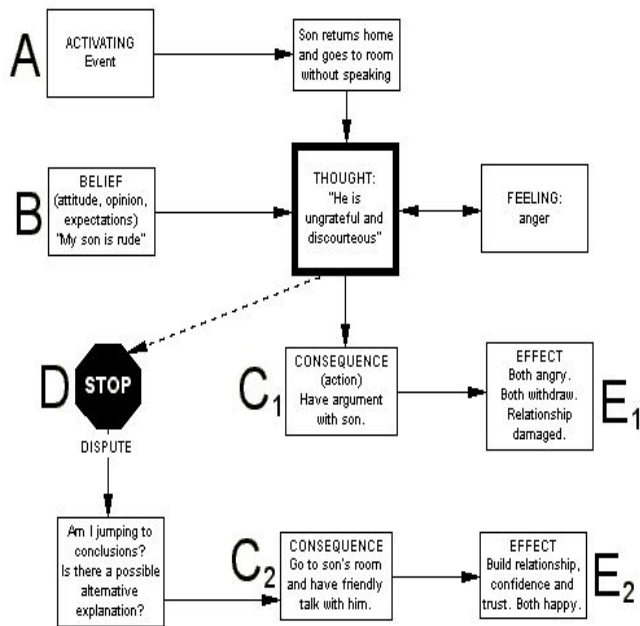 A
ACTIVATING
Event
Son returns home
and goes to room
without speaking
B
BELIEF
(attitude, opinion,
expectations)
"My son is rude"
THOUGHT:
"He is
ungrateful and
discourteous"
FEELING:
anger
D
STOP
DISPUTE
C1
CONSEQUENCE
(action)
Have argument
with son.
EFFECT
Both angry.
Both withdraw.
Relationship
damaged.
E1
Am I jumping to
conclusions?
Is there a possible
alternative
explanation?
C2
CONSEQUENCE
Go to son's room
and have friendly
talk with him.
EFFECT
Build relationship,
confidence and
trust. Both happy.
E2